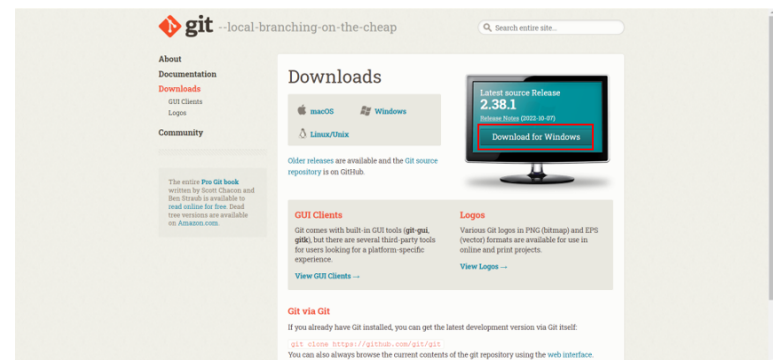 git --local-branching-on-the-cheap
Search entire site...
About
Documentation
Downloads
GUI Clients
Logos
Community
The entire Pro Git book
written by Scott Chacon and
Ben Straub is available to
read online for free. Dead
tree versions are available
on Amazon.com.
Downloads
macOS
Windows
Linux/Unix
Older releases are available and the Git source
repository is on GitHub.
Latest source Release
2.38.1
Release Notes (2022-10-07)
Download for Windows
GUI Clients
Git comes with built-in GUI tools (git-gui,
gitk), but there are several third-party tools
for users looking for a platform-specific
experience.
View GUI Clients →
Logos
Various Git logos in PNG (bitmap) and EPS
(vector) formats are available for use in
online and print projects.
View Logos →
Git via Git
If you already have Git installed, you can get the latest development version via Git itself:
git clone https://github.com/git/git
You can also always browse the current contents of the git repository using the web interface.